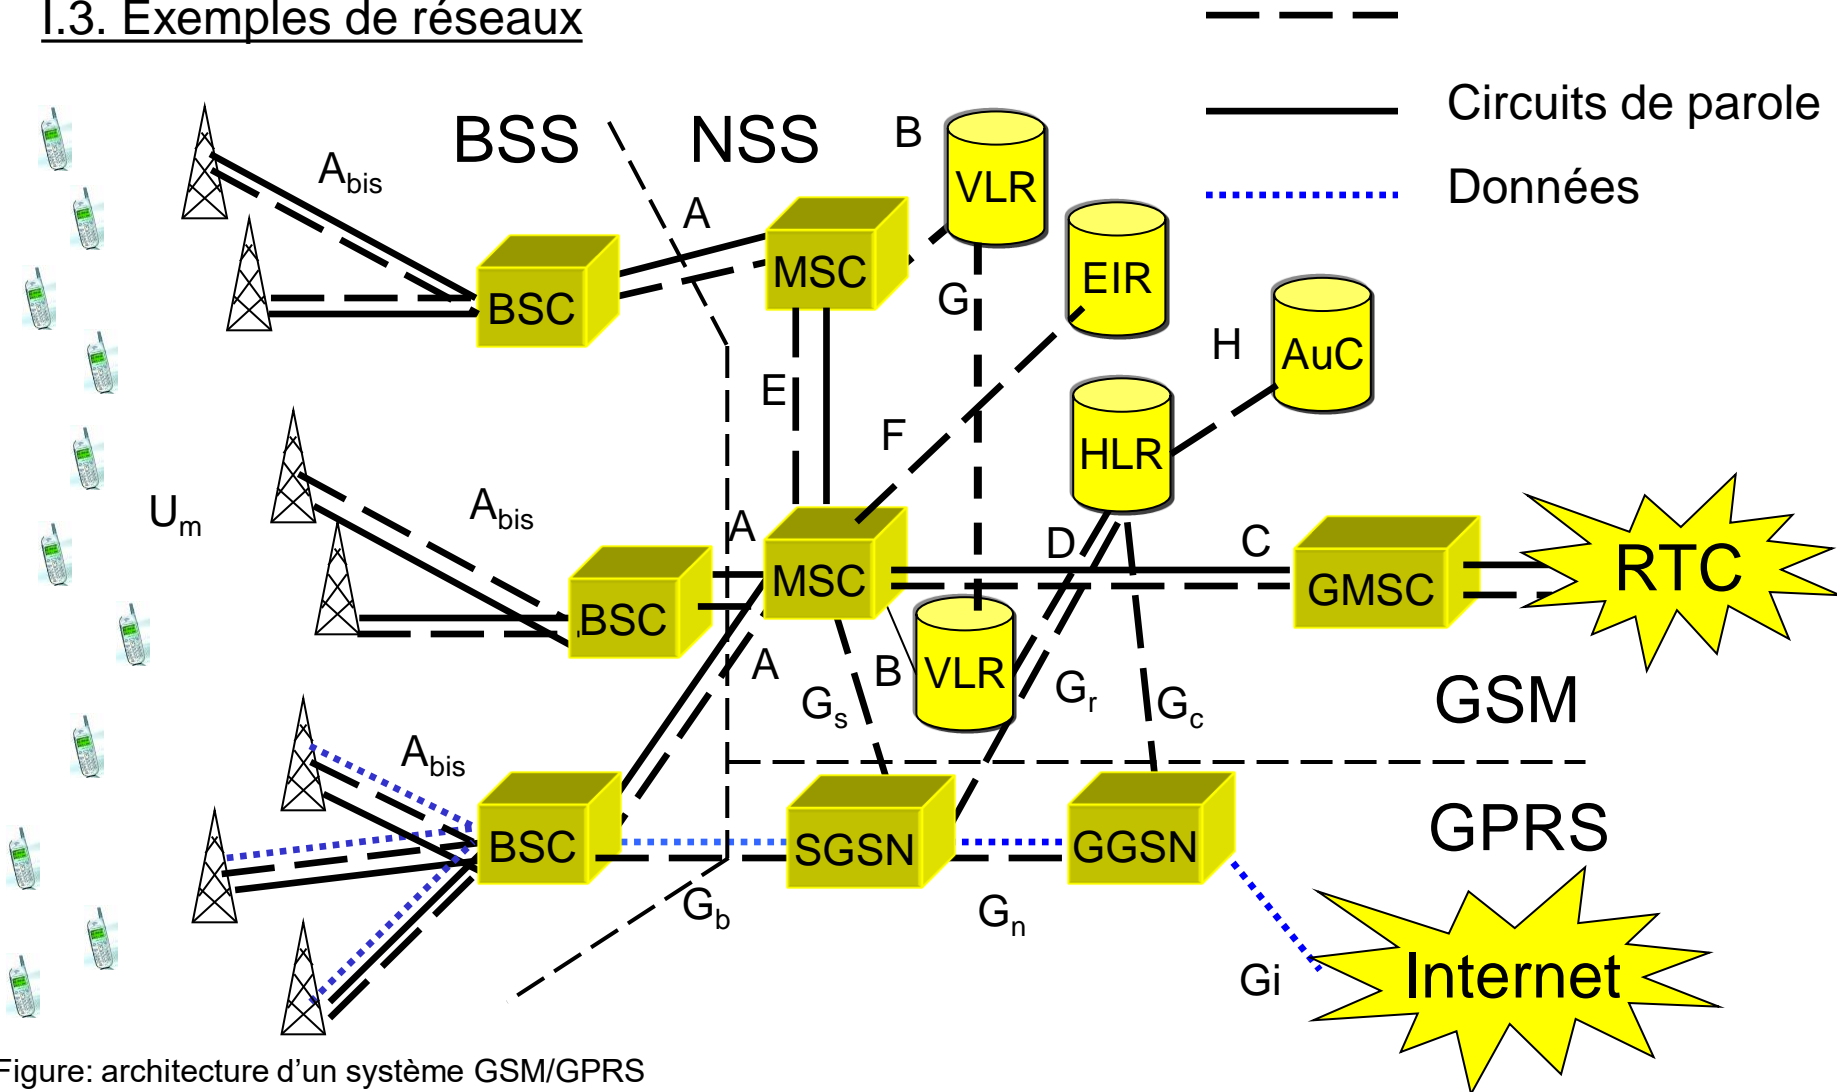 I.3. Exemples de réseaux
Circuits de parole
Données
BSS
NSS
B
VLR
A
MSC
EIR
Abis
BSC
G
H
AuC
E
F
HLR
Um
Abis
A
MSC
D
C
GMSC
RTC
BSC
A
B
VLR
Gs
Gr
Gc
GSM
Abis
BSC
SGSN
GGSN
GPRS
Gb
Gn
Gi
Internet
Figure: architecture d'un système GSM/GPRS